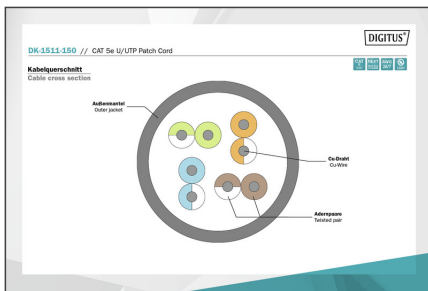 DIGITUS®
DK-1511-150 // CAT 5e U/UTP Patch Cord
Kabelquerschnitt
Cable cross section
Außenmantel
Outer jacket
Cu-Draht
Cu-Wire
Adernpaare
Twisted pair